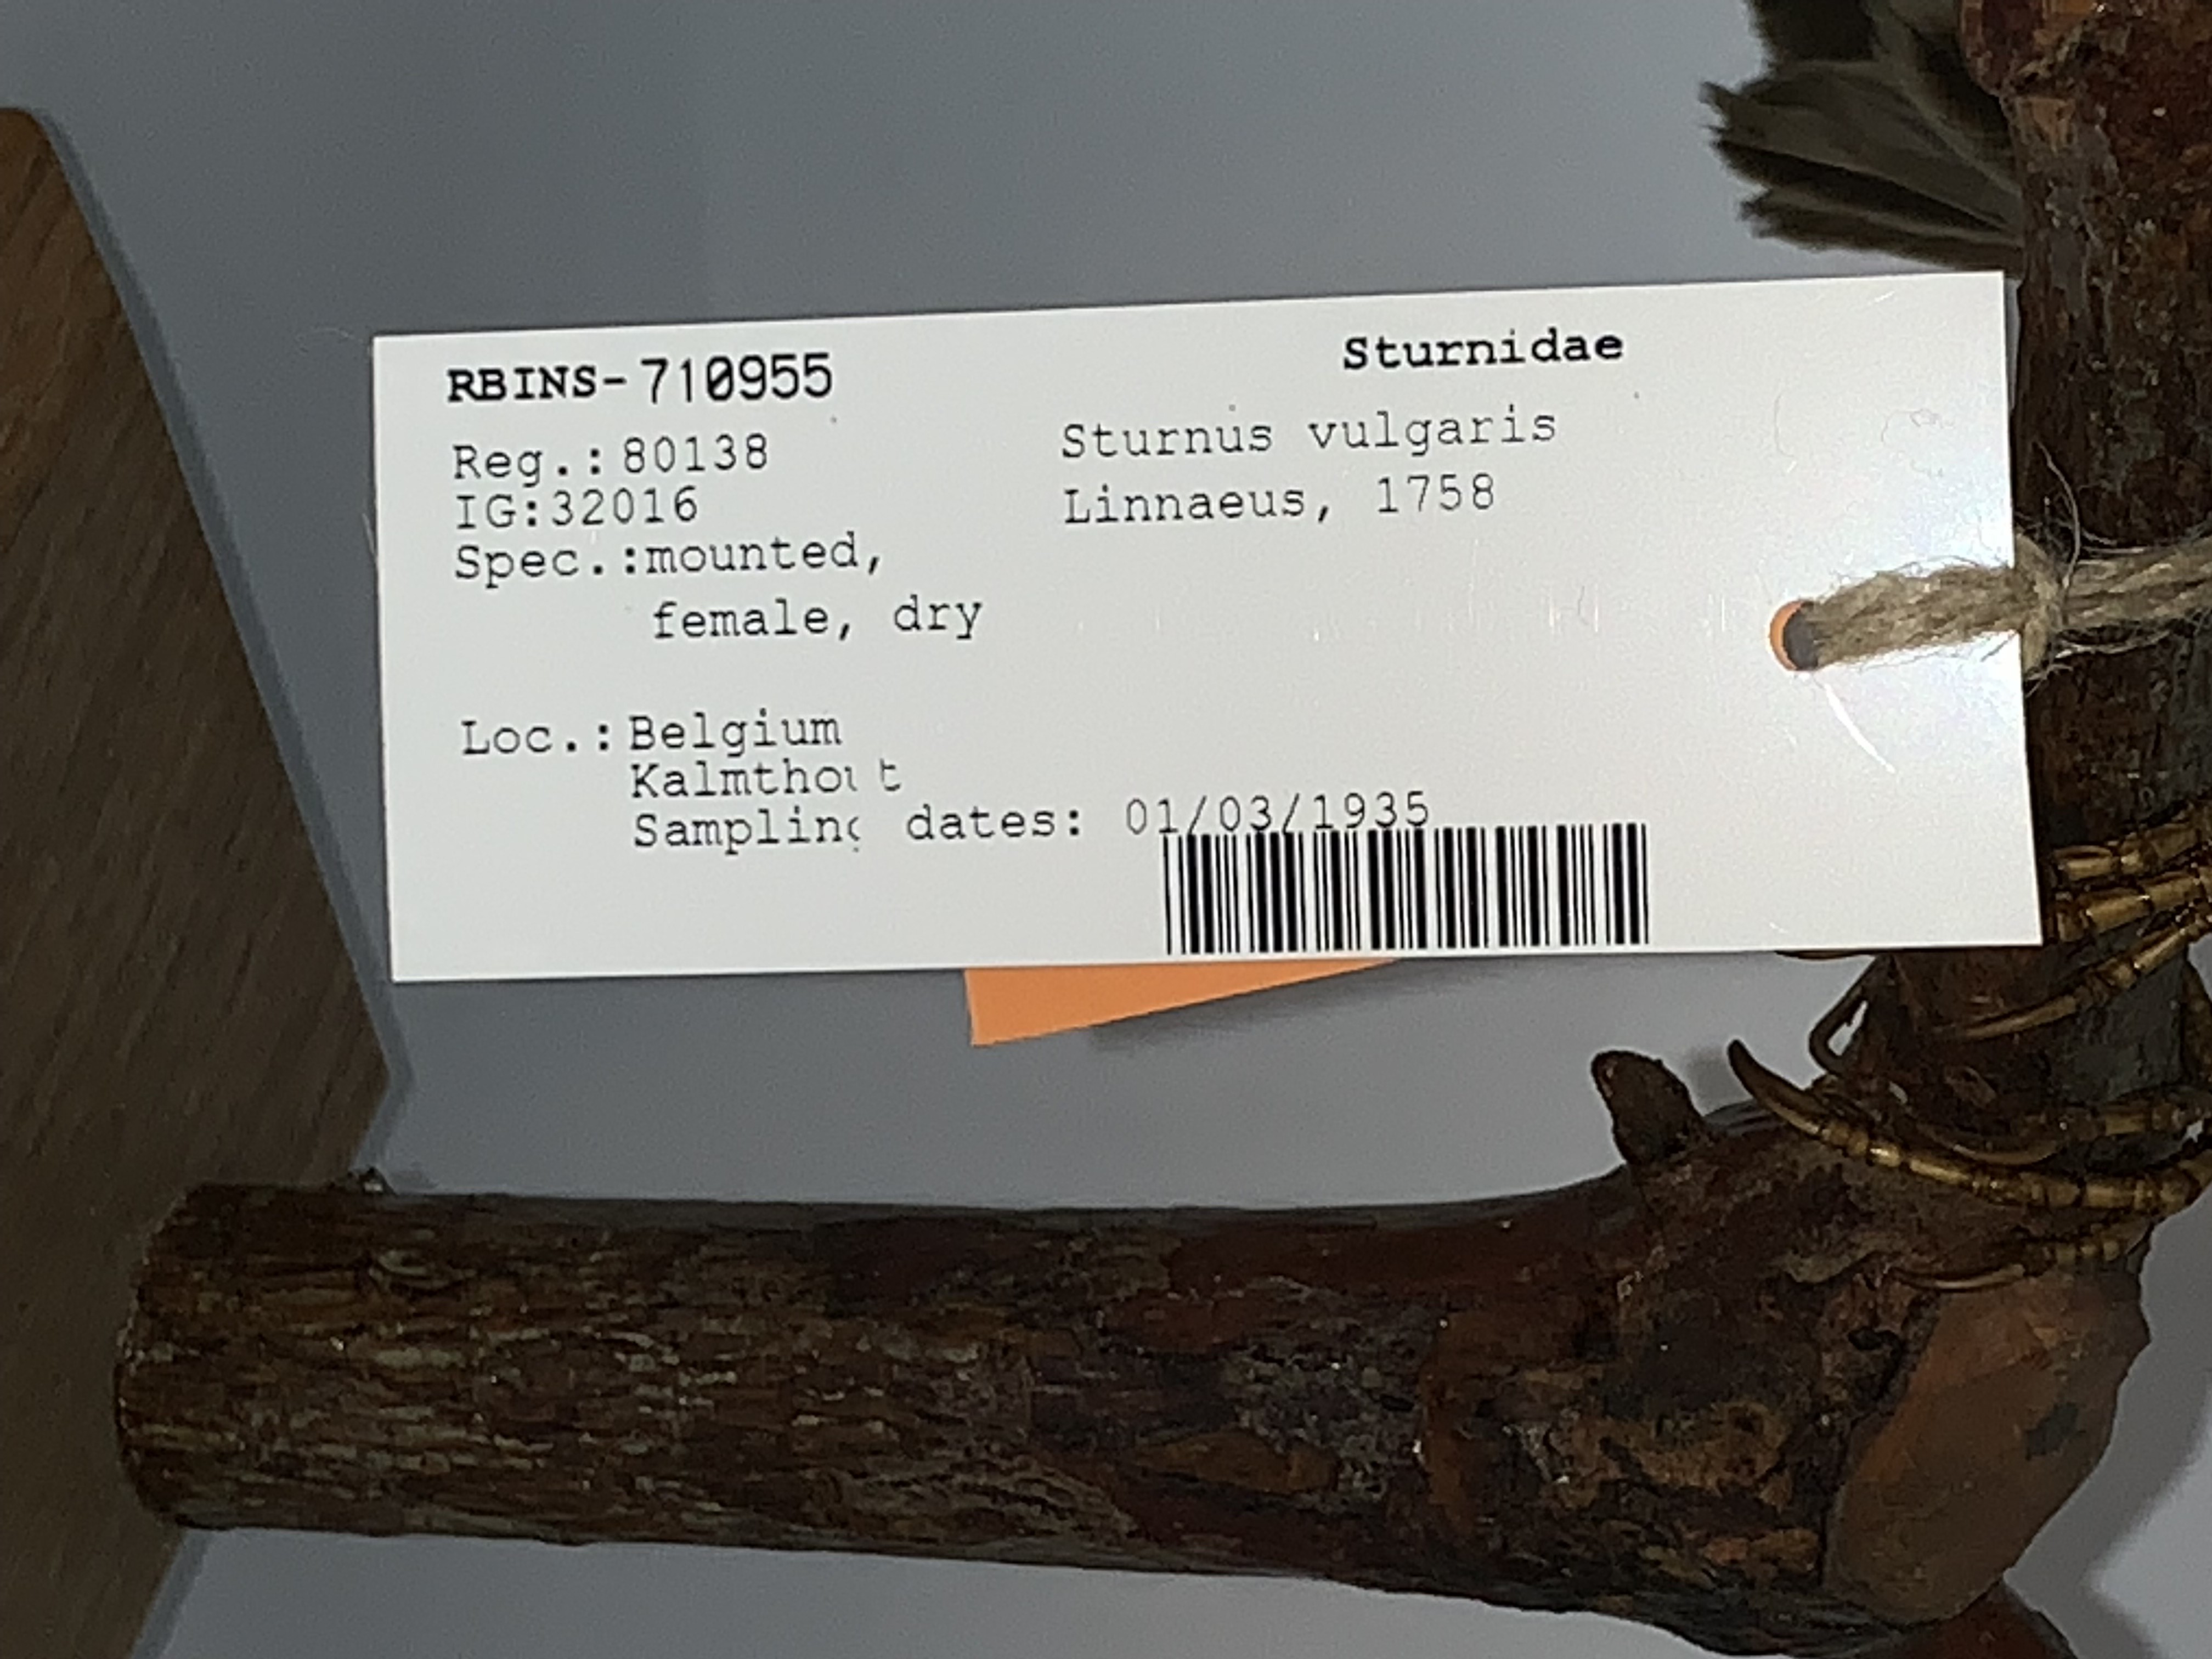 RBINS-710955
Sturnidae
Reg.:80138
IG:32016
Spec.:mounted,
female, dry
Sturnus vulgaris
Linnaeus, 1758
Loc.:Belgium
Kalmthout
Sampling dates: 01/03/1935